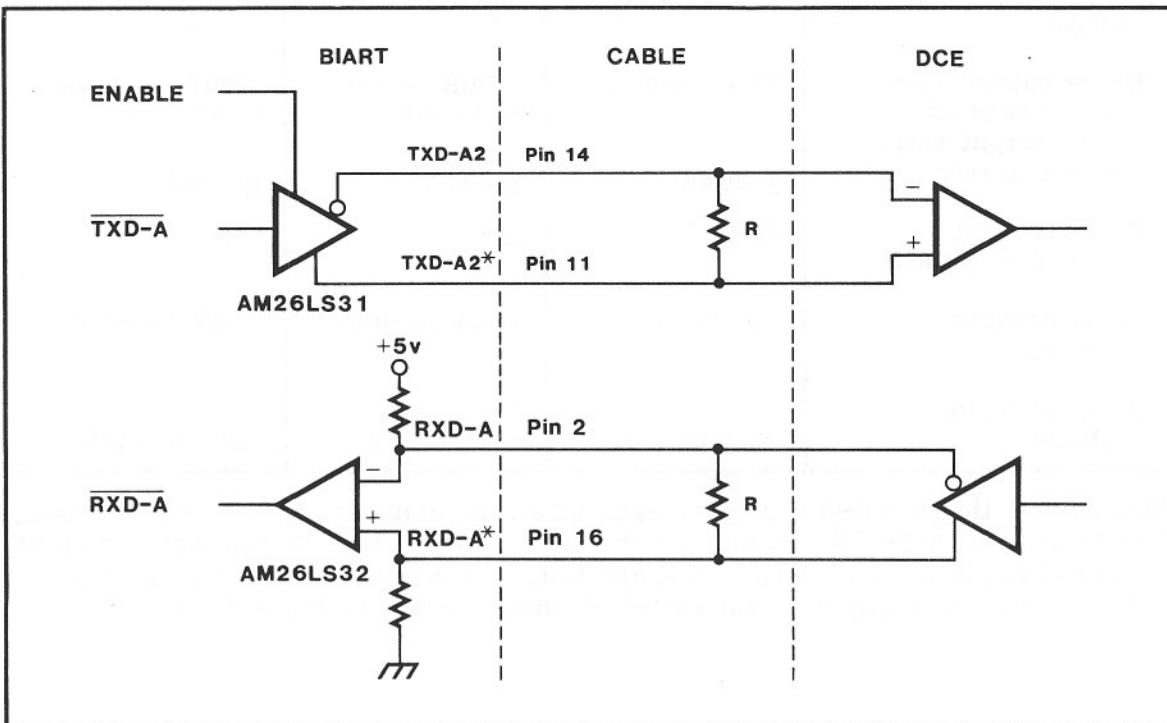 BIART CABLE DCE
ENABLE
TXD-A2 Pin 14
−
TXD-A
R
+
TXD-A2* Pin 11
AM26LS31
+5v
RXD-A Pin 2
−
RXD-A
R
+
RXD-A* Pin 16
AM26LS32